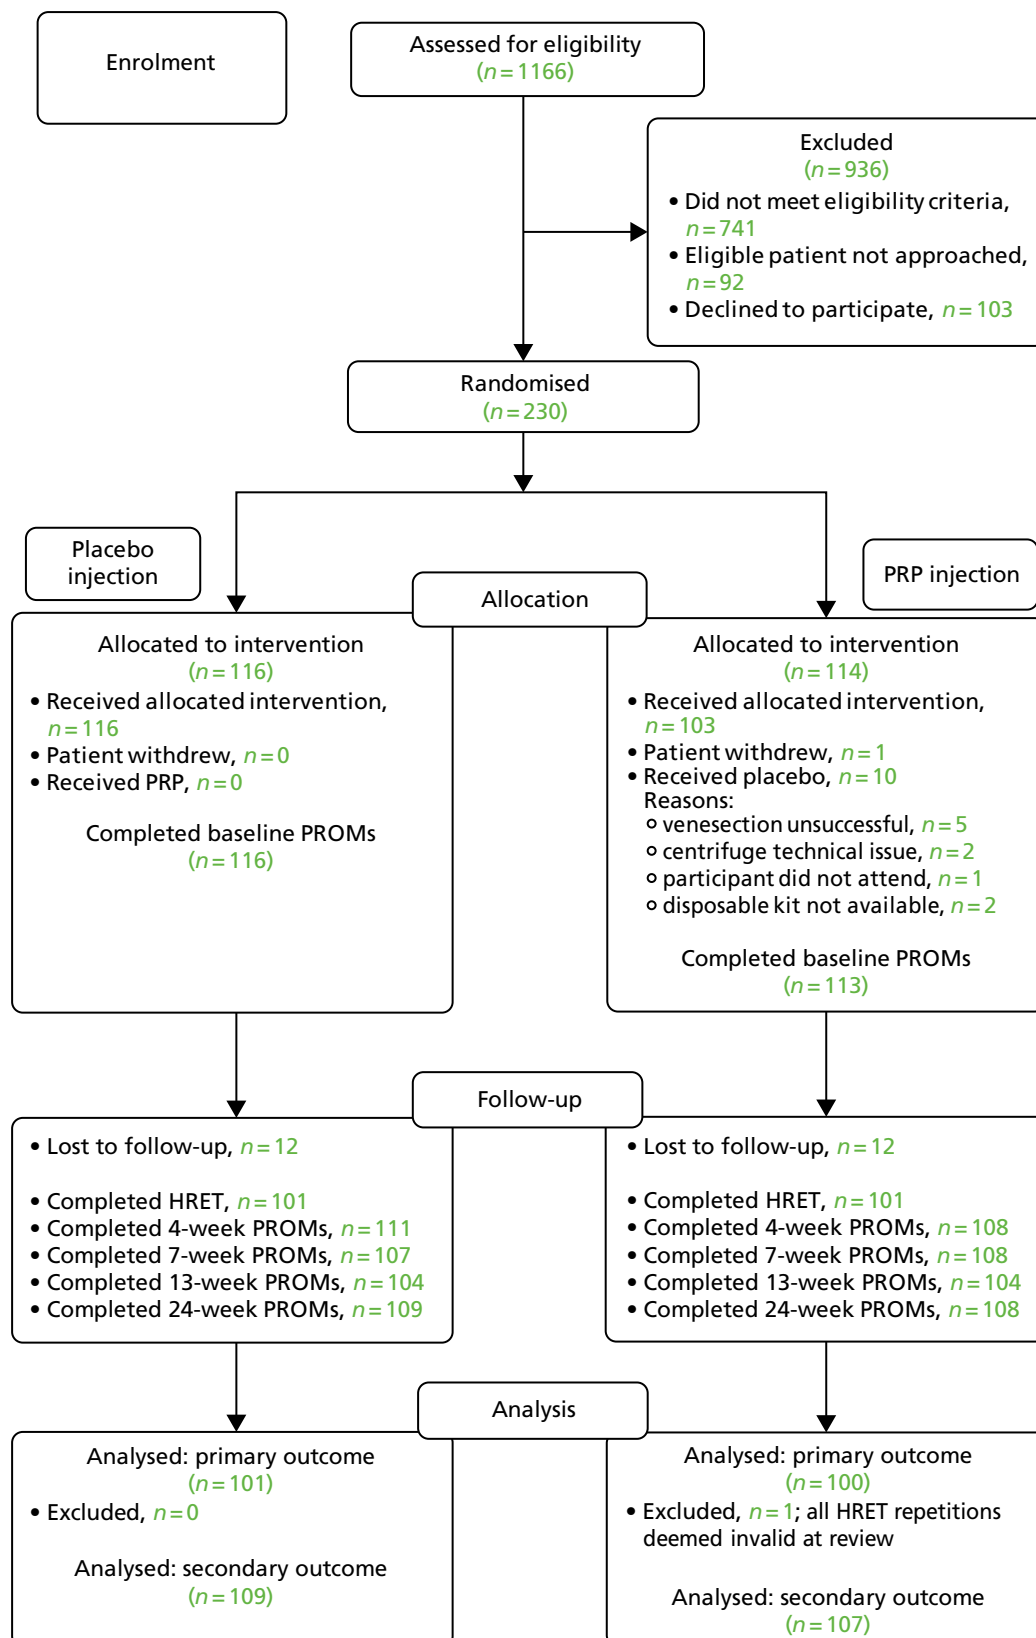 Enrolment
Assessed for eligibility
(n = 1166)
Excluded
(n = 936)
• Did not meet eligibility criteria,
n = 741
• Eligible patient not approached,
n = 92
• Declined to participate, n = 103
Randomised
(n = 230)
Placebo
injection
PRP injection
Allocation
Allocated to intervention
(n = 116)
• Received allocated intervention,
n = 116
• Patient withdrew, n = 0
• Received PRP, n = 0
Completed baseline PROMs
(n = 116)
Allocated to intervention
(n = 114)
• Received allocated intervention,
n = 103
• Patient withdrew, n = 1
• Received placebo, n = 10
Reasons:
○ venesection unsuccessful, n = 5
○ centrifuge technical issue, n = 2
○ participant did not attend, n = 1
○ disposable kit not available, n = 2
Completed baseline PROMs
(n = 113)
Follow-up
• Lost to follow-up, n = 12
• Completed HRET, n = 101
• Completed 4-week PROMs, n = 111
• Completed 7-week PROMs, n = 107
• Completed 13-week PROMs, n = 104
• Completed 24-week PROMs, n = 109
• Lost to follow-up, n = 12
• Completed HRET, n = 101
• Completed 4-week PROMs, n = 108
• Completed 7-week PROMs, n = 108
• Completed 13-week PROMs, n = 104
• Completed 24-week PROMs, n = 108
Analysis
Analysed: primary outcome
(n = 101)
• Excluded, n = 0
Analysed: secondary outcome
(n = 109)
Analysed: primary outcome
(n = 100)
• Excluded, n = 1; all HRET repetitions
deemed invalid at review
Analysed: secondary outcome
(n = 107)